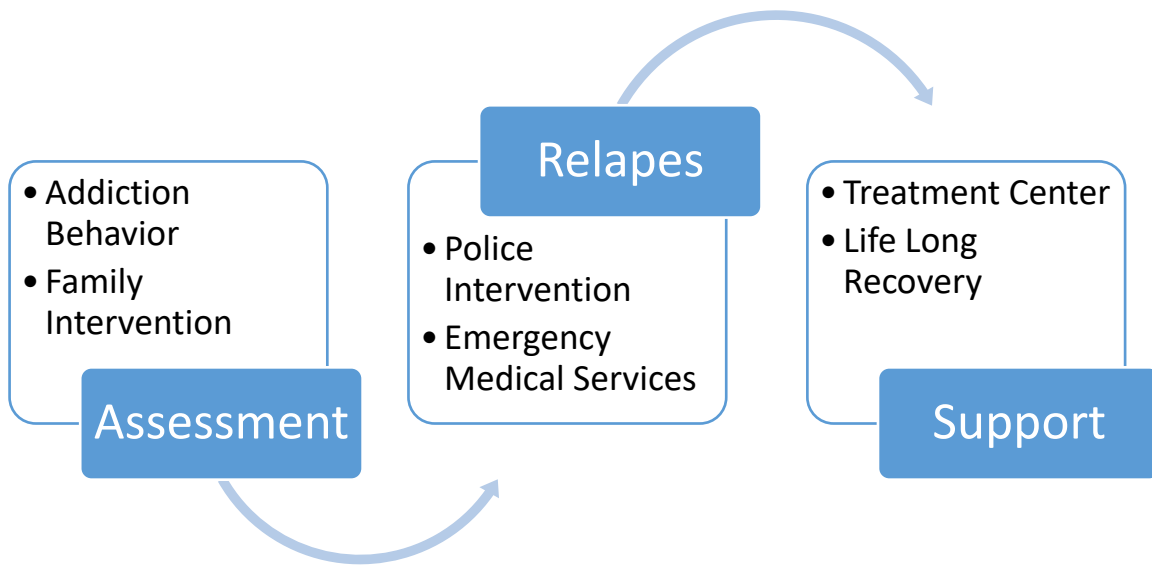 • Addiction
Behavior
• Family
Intervention
Assessment
Relapes
• Police
Intervention
• Emergency
Medical Services
• Treatment Center
• Life Long
Recovery
Support